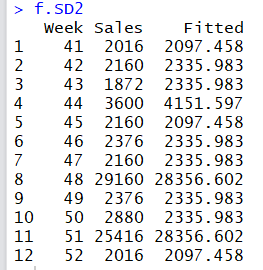 > f.SD2
Week Sales Fitted
1 41 2016 2097.458
2 42 2160 2335.983
3 43 1872 2335.983
4 44 3600 4151.597
5 45 2160 2097.458
6 46 2376 2335.983
7 47 2160 2335.983
8 48 29160 28356.602
9 49 2376 2335.983
10 50 2880 2335.983
11 51 25416 28356.602
12 52 2016 2097.458